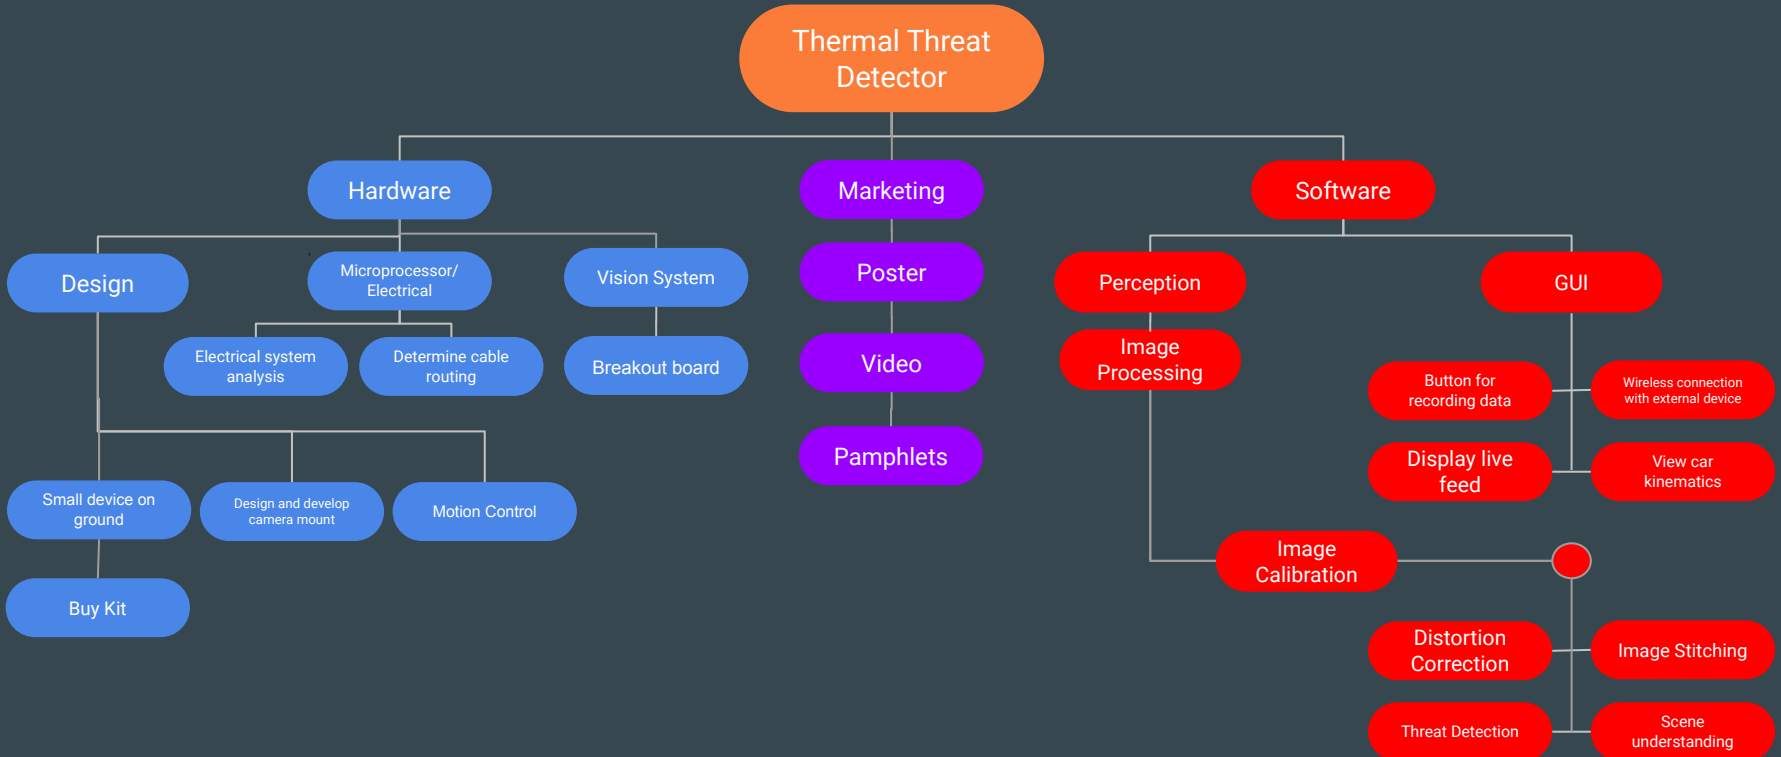 Thermal Threat
Detector
Hardware
Marketing
Software
Design
Microprocessor/
Electrical
Vision System
Poster
Perception
GUI
Electrical system
analysis
Determine cable
routing
Breakout board
Video
Image
Processing
Button for
recording data
Wireless connection
with external device
Pamphlets
Display live
feed
View car
kinematics
Small device on
ground
Design and develop
camera mount
Motion Control
Image
Calibration
Buy Kit
Distortion
Correction
Image Stitching
Threat Detection
Scene
understanding